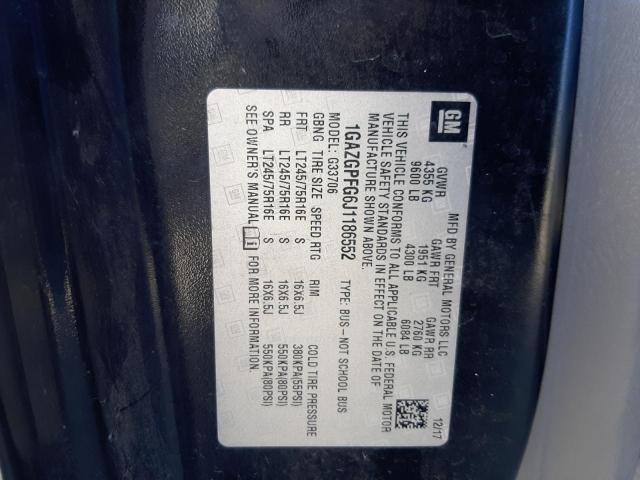 GM
MFD BY GENERAL MOTORS LLC 12/17
GVWR GAWR FRT GAWR RR
4355 KG 1951 KG 2760 KG
9600 LB 4300 LB 6084 LB
THIS VEHICLE CONFORMS TO ALL APPLICABLE U.S. FEDERAL MOTOR
VEHICLE SAFETY STANDARDS IN EFFECT ON THE DATE OF
MANUFACTURE SHOWN ABOVE.
1GAZGPFG6J1186552 TYPE: BUS – NOT SCHOOL BUS
MODEL: G33706
GBNG TIRE SIZE SPEED RTG RIM COLD TIRE PRESSURE
FRT LT245/75R16E S 16X6.5J 380KPA(55PSI)
RR LT245/75R16E S 16X6.5J 550KPA(80PSI)
SPA LT245/75R16E S 16X6.5J 550KPA(80PSI)
SEE OWNER'S MANUAL i FOR MORE INFORMATION.